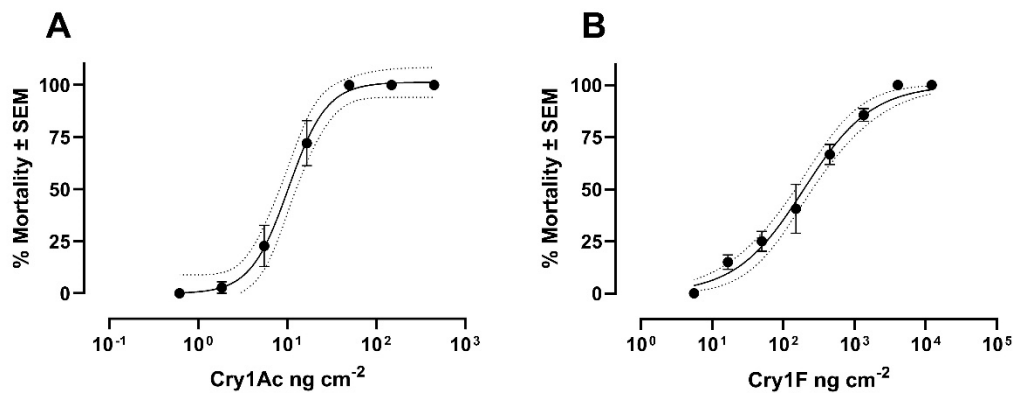 A
B
% Mortality ± SEM
100
75
50
25
0
10⁻¹ 10⁰ 10¹ 10² 10³
Cry1Ac ng cm⁻²
% Mortality ± SEM
100
75
50
25
0
10⁰ 10¹ 10² 10³ 10⁴ 10⁵
Cry1F ng cm⁻²